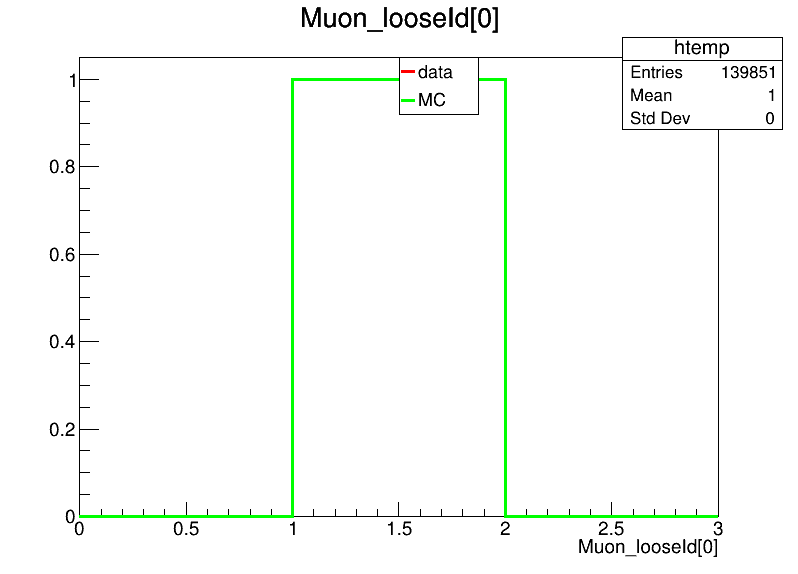 Muon_looseId[0]
htemp
Entries 139851
Mean 1
Std Dev 0
data
MC
1
0.8
0.6
0.4
0.2
0
0 0.5 1 1.5 2 2.5 3
Muon_looseId[0]